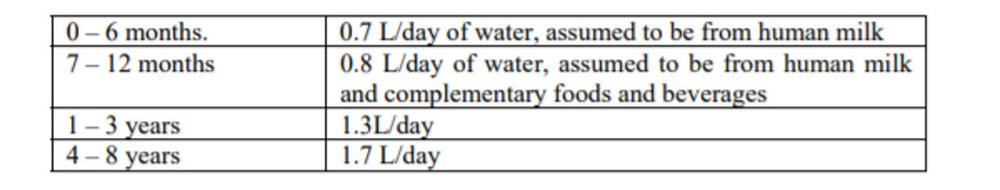 0 – 6 months.
0.7 L/day of water, assumed to be from human milk
7 – 12 months
0.8 L/day of water, assumed to be from human milk
and complementary foods and beverages
1 – 3 years
1.3L/day
4 – 8 years
1.7 L/day